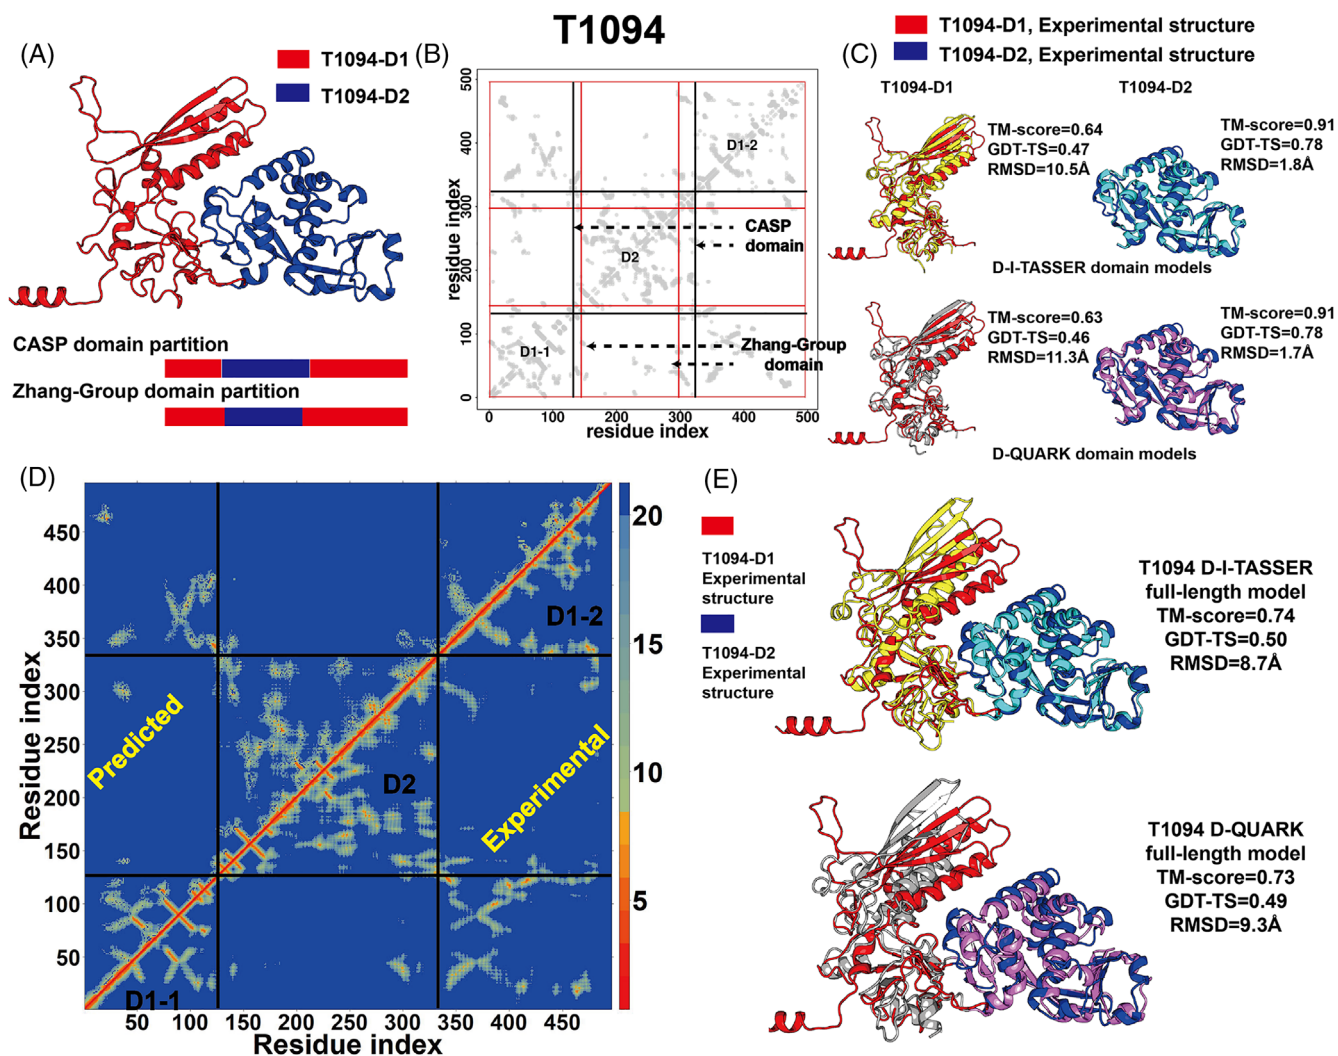 T1094
(A)
T1094-D1
T1094-D2
CASP domain partition
Zhang-Group domain partition
(B)
residue index
500
400
300
200
100
0
D1-2
D2
D1-1
CASP
domain
Zhang-Group
domain
0
100
200
300
400
500
residue index
T1094-D1, Experimental structure
T1094-D2, Experimental structure
(C)
T1094-D1
T1094-D2
TM-score=0.64
GDT-TS=0.47
RMSD=10.5Å
TM-score=0.91
GDT-TS=0.78
RMSD=1.8Å
D-I-TASSER domain models
TM-score=0.63
GDT-TS=0.46
RMSD=11.3Å
TM-score=0.91
GDT-TS=0.78
RMSD=1.7Å
D-QUARK domain models
(D)
Residue index
450
400
350
300
250
200
150
100
50
D1-2
Predicted
D2
Experimental
D1-1
50
100
150
200
250
300
350
400
450
Residue index
20
15
10
5
(E)
T1094-D1
Experimental
structure
T1094-D2
Experimental
structure
T1094 D-I-TASSER
full-length model
TM-score=0.74
GDT-TS=0.50
RMSD=8.7Å
T1094 D-QUARK
full-length model
TM-score=0.73
GDT-TS=0.49
RMSD=9.3Å